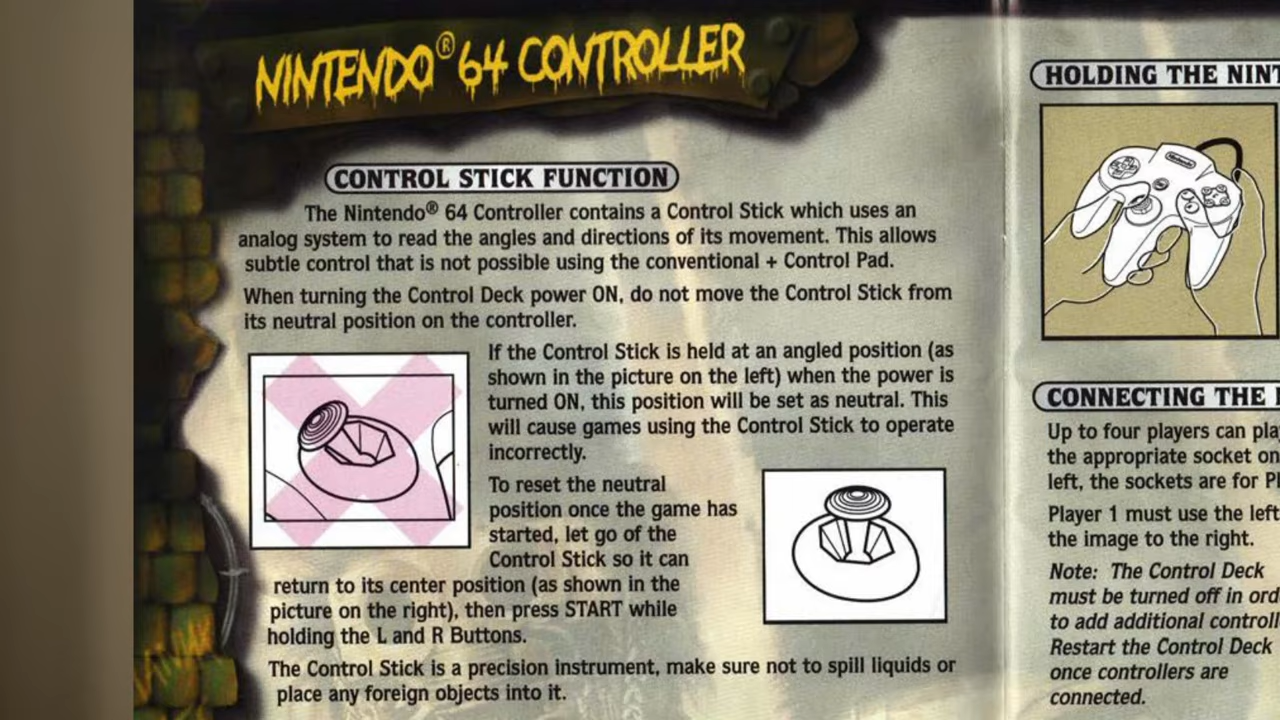 NINTENDO® 64 CONTROLLER
CONTROL STICK FUNCTION
The Nintendo® 64 Controller contains a Control Stick which uses an
analog system to read the angles and directions of its movement. This allows
subtle control that is not possible using the conventional + Control Pad.
When turning the Control Deck power ON, do not move the Control Stick from
its neutral position on the controller.
If the Control Stick is held at an angled position (as
shown in the picture on the left) when the power is
turned ON, this position will be set as neutral. This
will cause games using the Control Stick to operate
incorrectly.
To reset the neutral
position once the game has
started, let go of the
Control Stick so it can
return to its center position (as shown in the
picture on the right), then press START while
holding the L and R Buttons.
The Control Stick is a precision instrument, make sure not to spill liquids or
place any foreign objects into it.
HOLDING THE NINT
Nintendo
CONNECTING THE
Up to four players can play
the appropriate socket on
left, the sockets are for Pl
Player 1 must use the left
the image to the right.
Note: The Control Deck
must be turned off in ord
to add additional controll
Restart the Control Deck
once controllers are
connected.